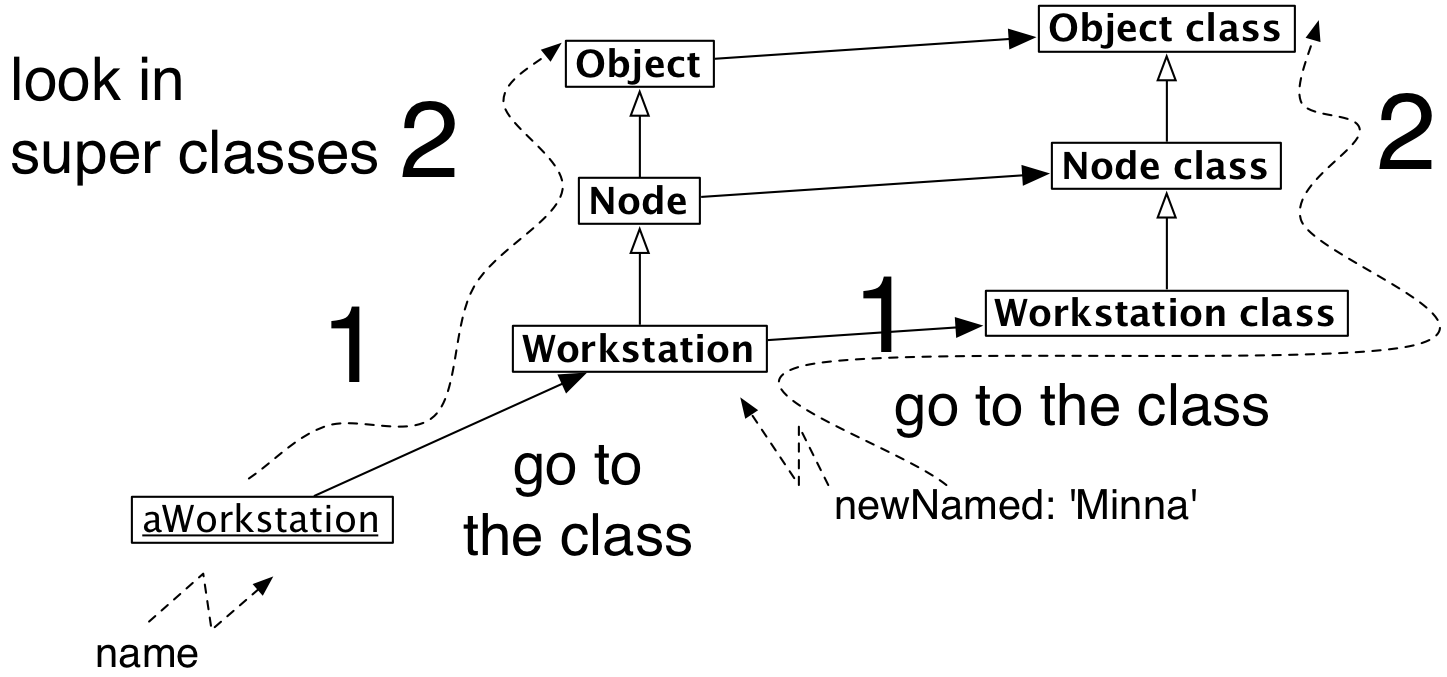 Object class
Object
look in
super classes
2
2
Node class
Node
1
1
Workstation class
Workstation
go to the class
go to
the class
newNamed: 'Minna'
aWorkstation
name